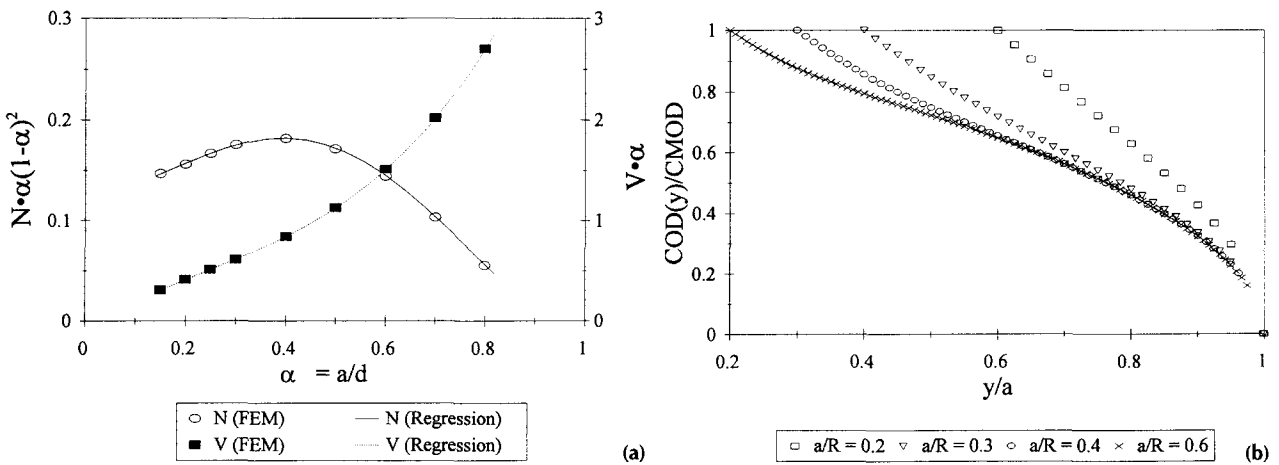 0.3
0.2
0.1
0
N•α(1-α)²
3
2
1
0
V•α
0
0.2
0.4
0.6
0.8
1
α = a/d
N (FEM)
N (Regression)
V (FEM)
V (Regression)
(a)
1
0.8
0.6
0.4
0.2
0
COD(y)/CMOD
0.2
0.4
0.6
0.8
1
y/a
a/R = 0.2
a/R = 0.3
a/R = 0.4
a/R = 0.6
(b)